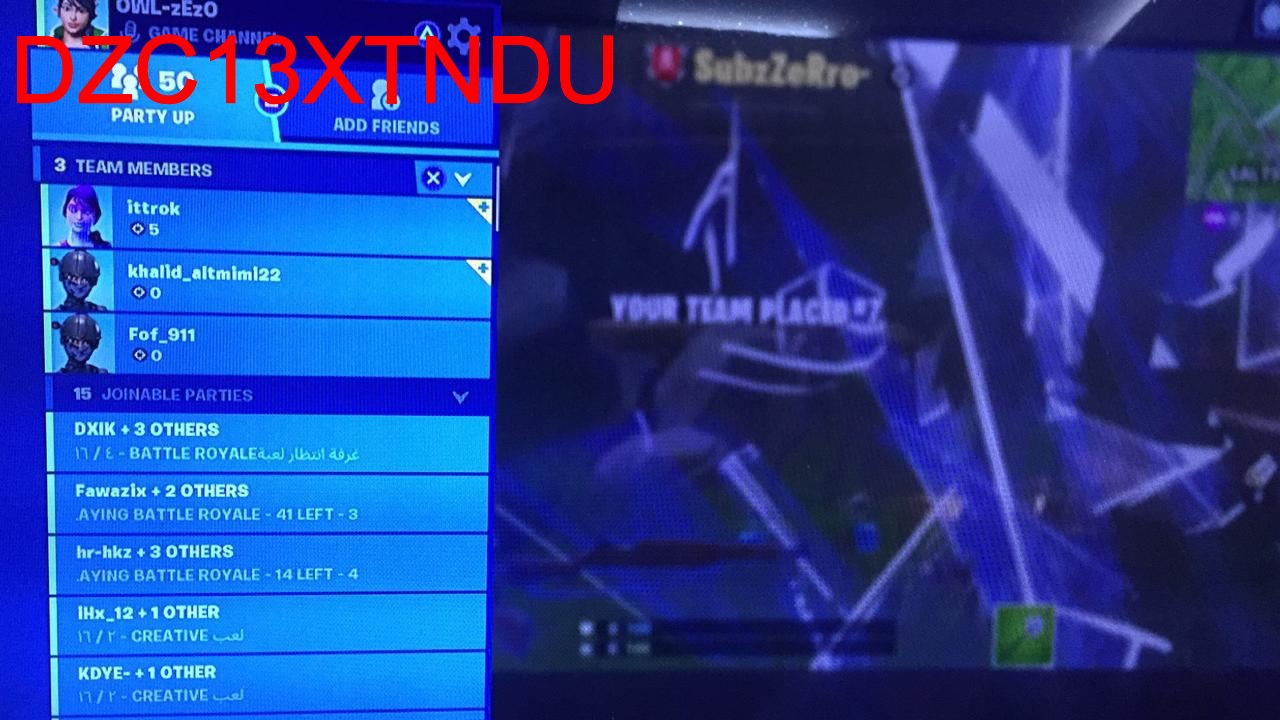 OWL-zEzO
GAME CHANNEL
DZC13XTNDU
50
PARTY UP
ADD FRIENDS
3 TEAM MEMBERS
ittrok
5
khalid_altmimi22
0
Fof_911
0
15 JOINABLE PARTIES
DXIK + 3 OTHERS
١٦ / ٤ - BATTLE ROYALE غرفة انتظار لعبة
Fawazix + 2 OTHERS
.AYING BATTLE ROYALE - 41 LEFT - 3
hr-hkz + 3 OTHERS
.AYING BATTLE ROYALE - 14 LEFT - 4
iHx_12 + 1 OTHER
١٦ / ٢ - CREATIVE لعب
KDYE- + 1 OTHER
١٦ / ٢ - CREATIVE لعب
SubzZeRro-
YOUR TEAM PLACED #7